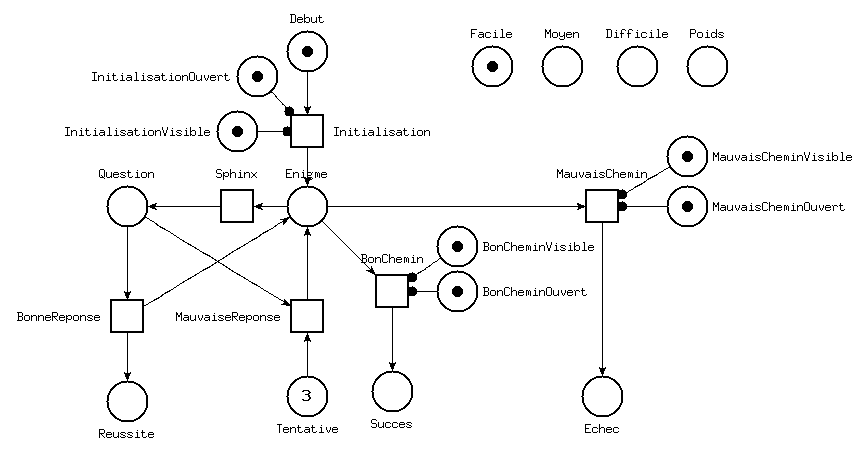 Debut
Facile
Moyen
Difficile
Poids
InitialisationOuvert
InitialisationVisible
Initialisation
MauvaisCheminVisible
Question
Sphinx
Enigme
MauvaisChemin
MauvaisCheminOuvert
BonCheminVisible
BonChemin
BonCheminOuvert
BonneReponse
MauvaiseReponse
3
Reussite
Tentative
Succes
Echec